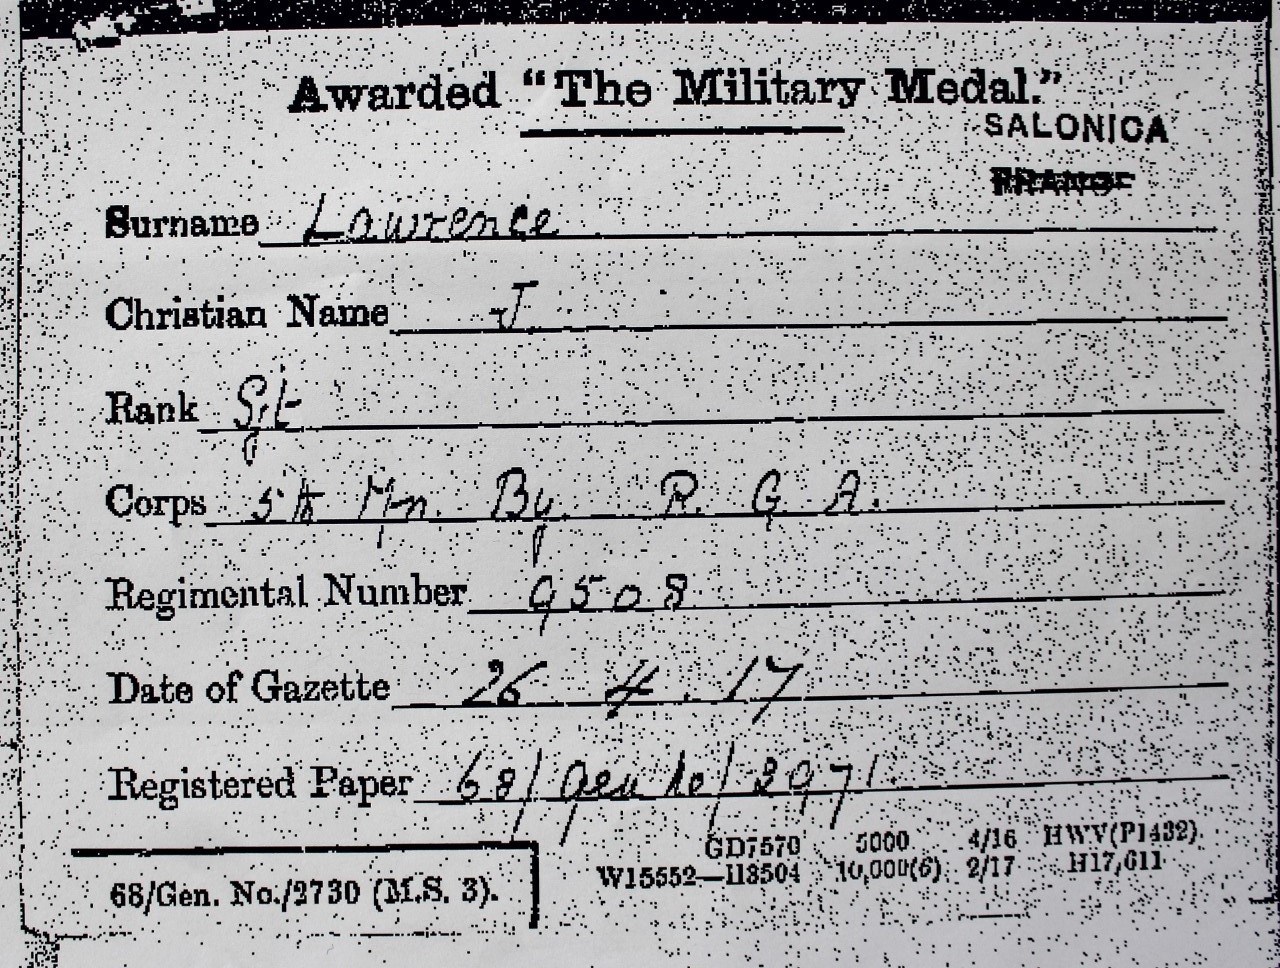 Awarded "The Military Medal."
SALONICA
FRANCE
Surname Lawrence
Christian Name J.
Rank Sgt
Corps 5th Mn. By. R. G. A.
Regimental Number 9508
Date of Gazette 26 4. 17
Registered Paper 68/Gen No/2971.
GD7570 5000 4/16 HWV(P1432)
W15552—H3504 10,000(6) 2/17 H17,611
68/Gen. No./2730 (M.S. 3).